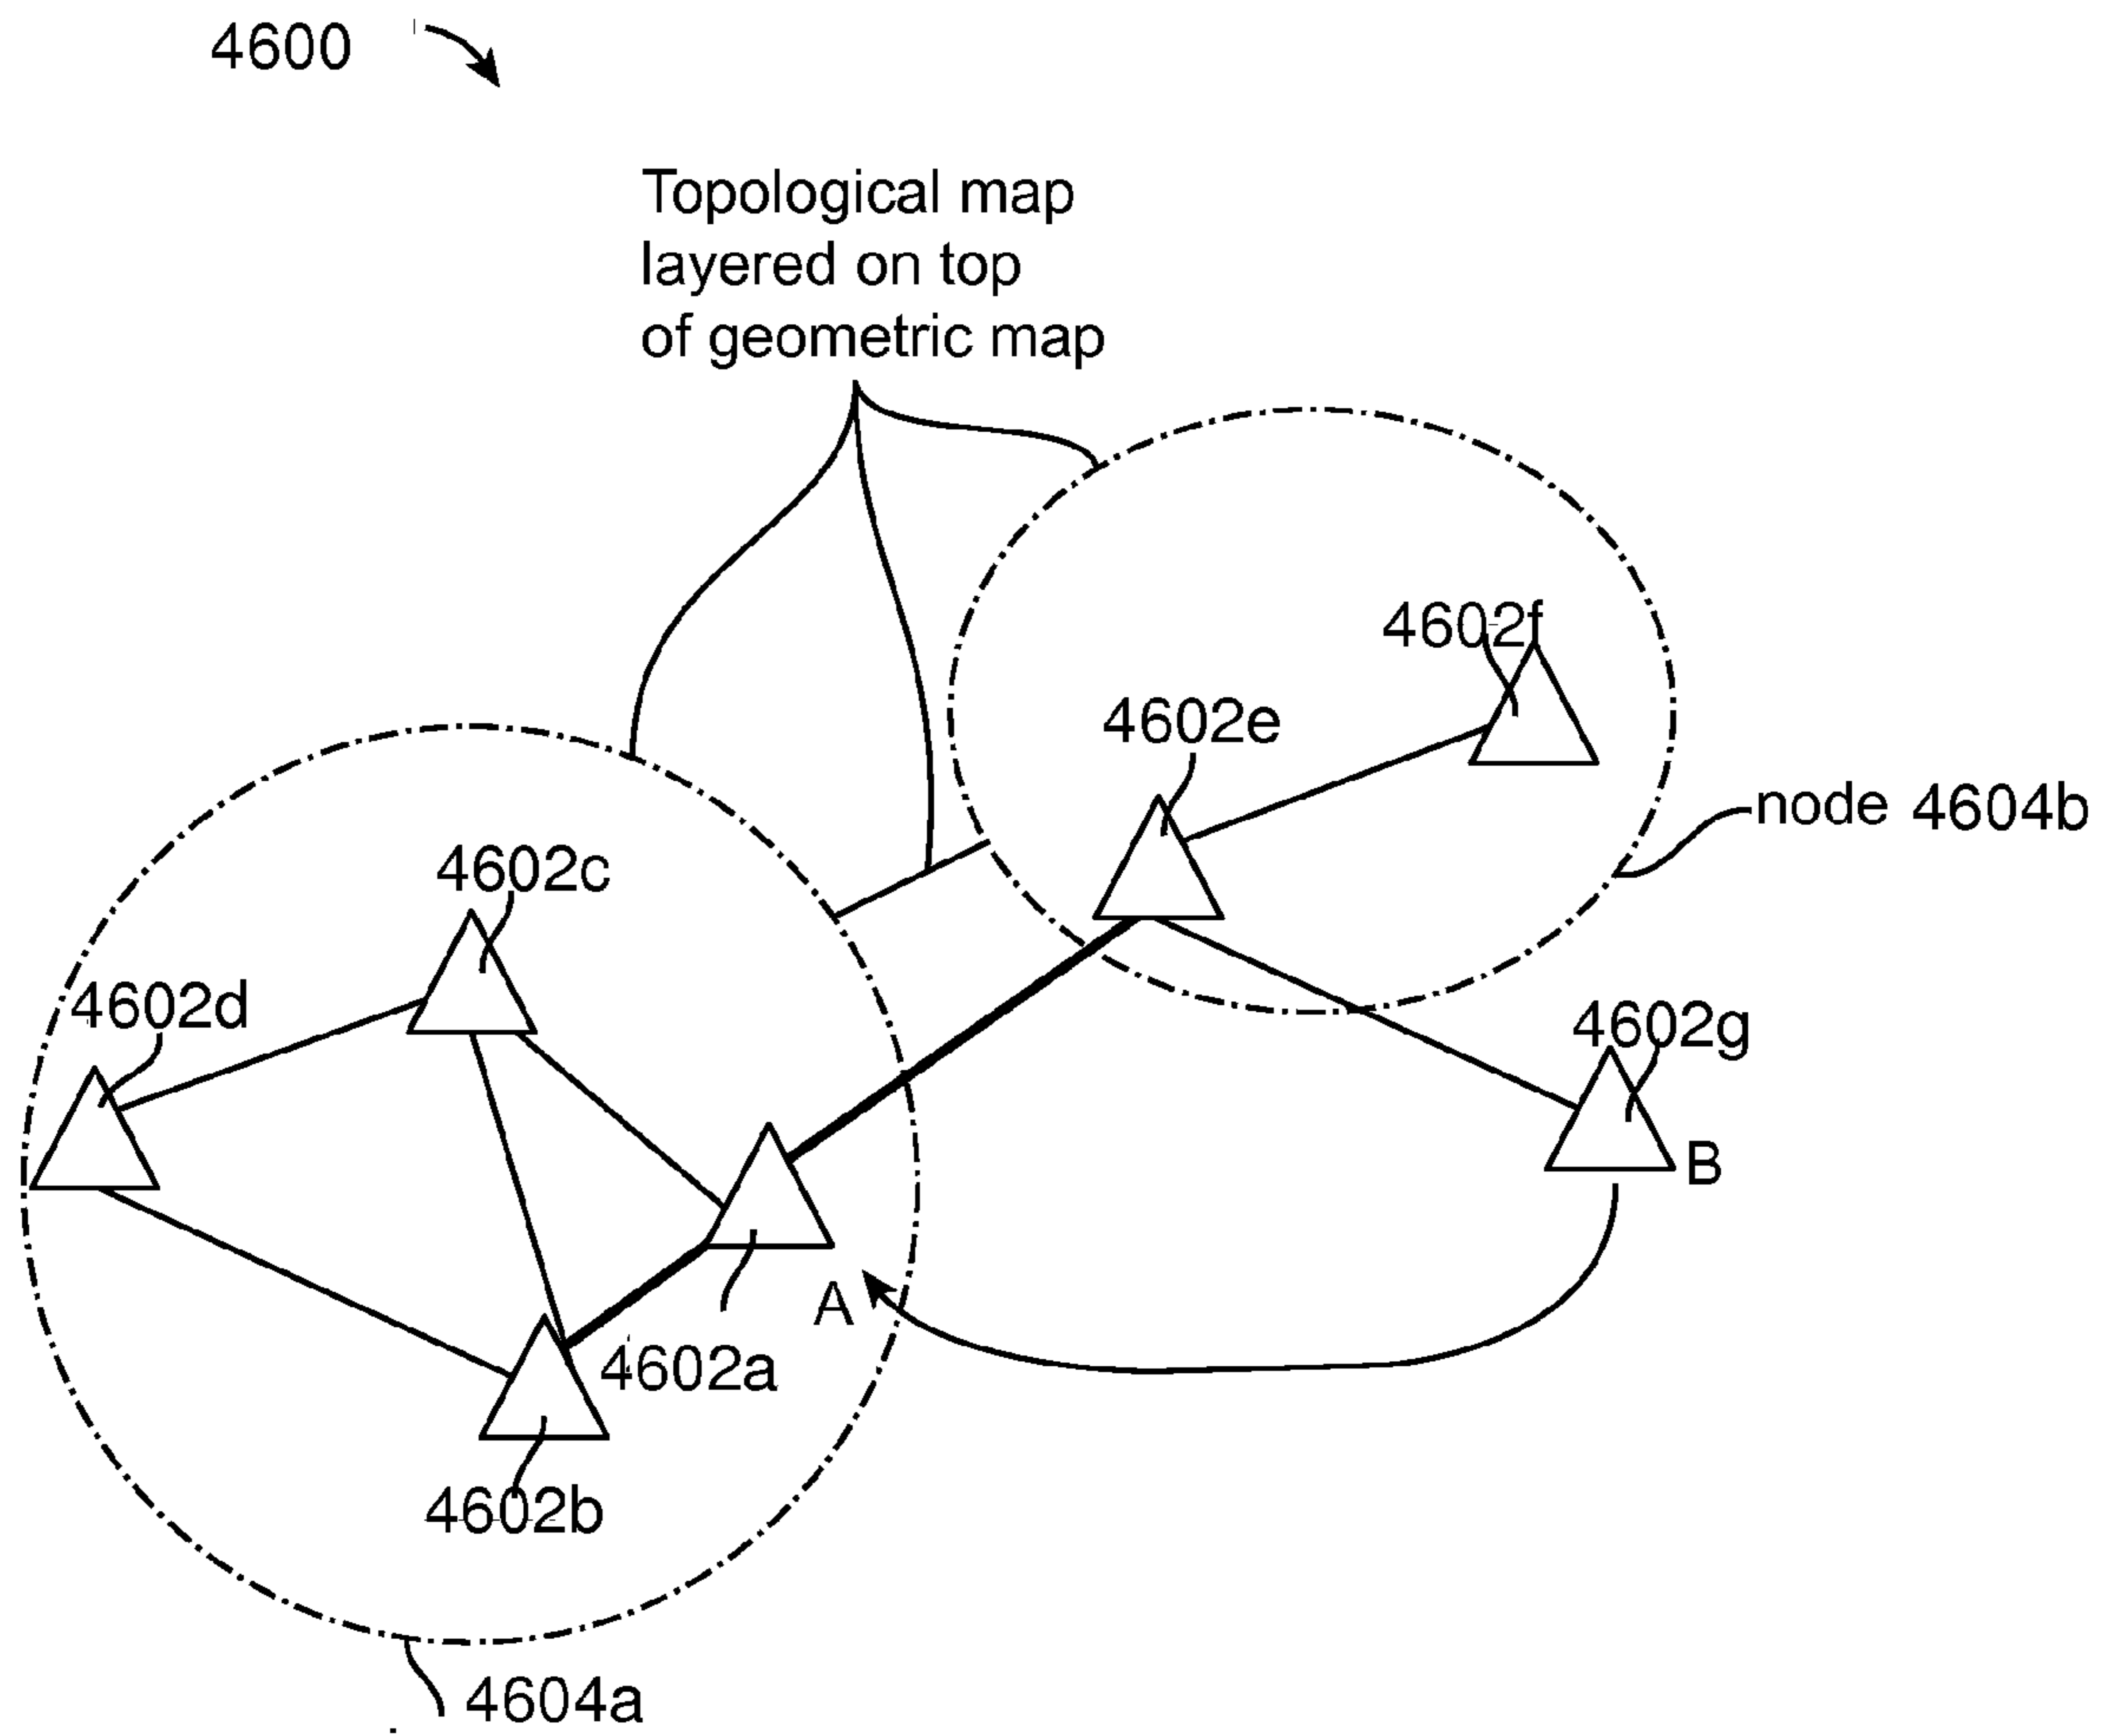 4600
Topological map
layered on top
of geometric map
4602f
4602e
node 4604b
4602c
4602d
4602g
B
A
4602a
4602b
4604a